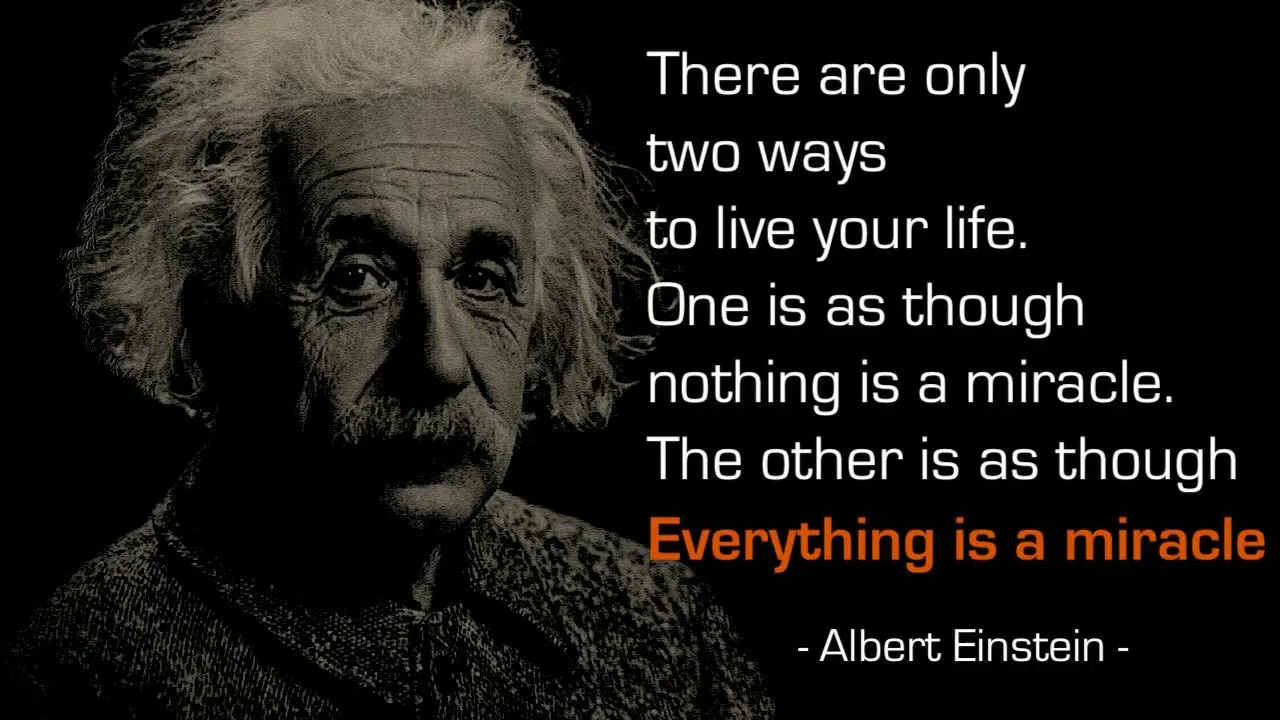 There are only
two ways
to live your life.
One is as though
nothing is a miracle.
The other is as though
Everything is a miracle
- Albert Einstein -